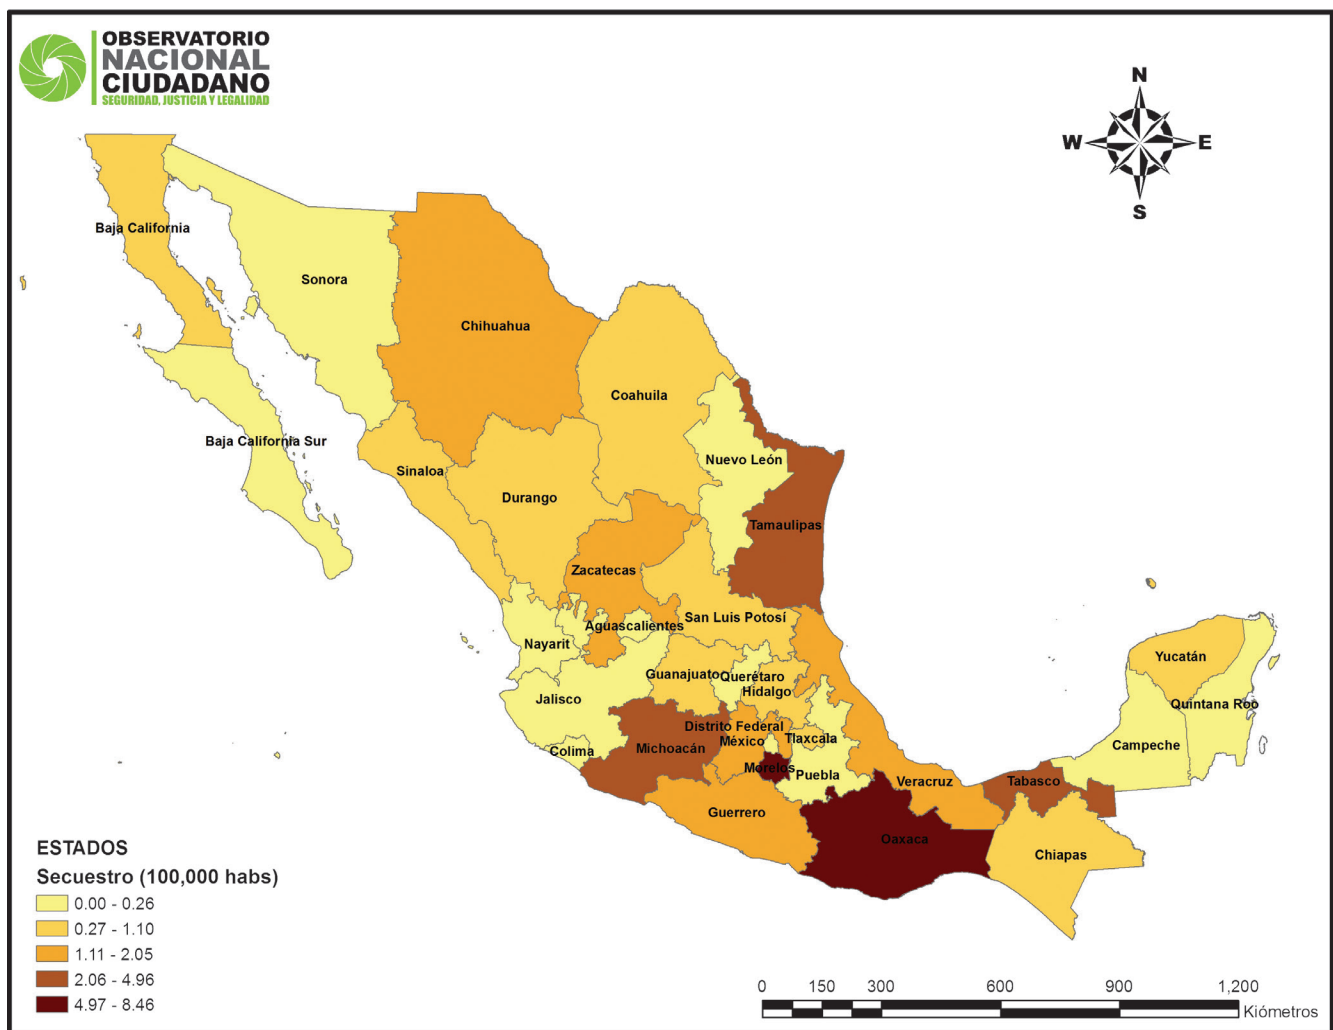 OBSERVATORIO
NACIONAL
CIUDADANO
SEGURIDAD, JUSTICIA Y LEGALIDAD
N
W
E
S
Baja California
Sonora
Chihuahua
Coahuila
Baja California Sur
Sinaloa
Nuevo León
Durango
Tamaulipas
Zacatecas
San Luis Potosí
Aguascalientes
Nayarit
Yucatán
Guanajuato
Querétaro
Hidalgo
Jalisco
Quintana Roo
Distrito Federal
México
Tlaxcala
Campeche
Colima
Michoacán
Morelos
Puebla
Veracruz
Tabasco
Guerrero
Oaxaca
Chiapas
ESTADOS
Secuestro (100,000 habs)
0.00 - 0.26
0.27 - 1.10
1.11 - 2.05
2.06 - 4.96
4.97 - 8.46
0 150 300 600 900 1,200
Kiómetros